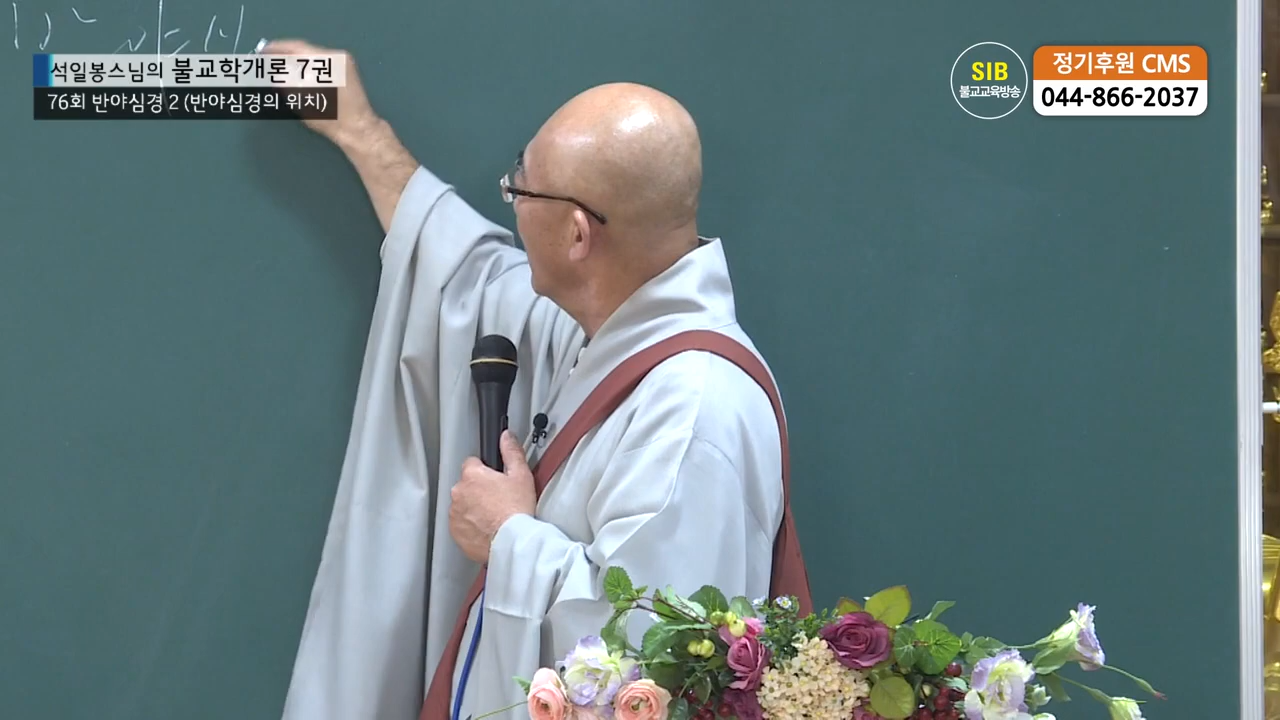 석일봉스님의 불교학개론 7권
76회 반야심경 2 (반야심경의 위치)
SIB
불교교육방송
정기후원 CMS
044-866-2037